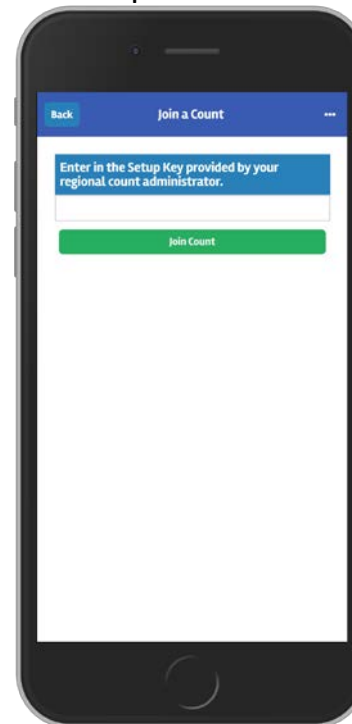 Back
Join a Count
Enter in the Setup Key provided by your
regional count administrator.
Join Count